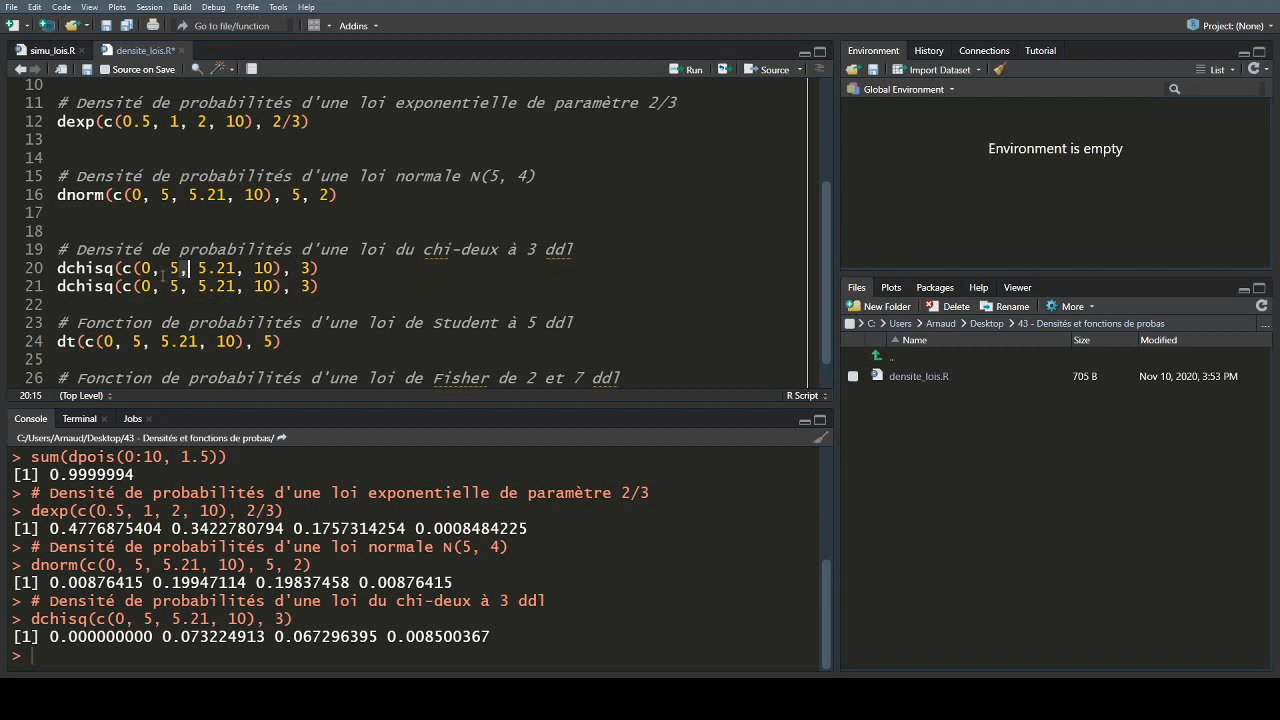 File Edit Code View Plots Session Build Debug Profile Tools Help
Go to file/function Addins Project: (None)
simu_lois.R densite_lois.R*
Source on Save Run Source
10
11 # Densité de probabilités d'une loi exponentielle de paramètre 2/3
12 dexp(c(0.5, 1, 2, 10), 2/3)
13
14
15 # Densité de probabilités d'une loi normale N(5, 4)
16 dnorm(c(0, 5, 5.21, 10), 5, 2)
17
18
19 # Densité de probabilités d'une loi du chi-deux à 3 ddl
20 dchisq(c(0, 5, 5.21, 10), 3)
21 dchisq(c(0, 5, 5.21, 10), 3)
22
23 # Fonction de probabilités d'une loi de Student à 5 ddl
24 dt(c(0, 5, 5.21, 10), 5)
25
26 # Fonction de probabilités d'une loi de Fisher de 2 et 7 ddl
20:15 (Top Level) R Script
Console Terminal Jobs
C:/Users/Arnaud/Desktop/43 - Densités et fonctions de probas/
> sum(dpois(0:10, 1.5))
[1] 0.9999994
> # Densité de probabilités d'une loi exponentielle de paramètre 2/3
> dexp(c(0.5, 1, 2, 10), 2/3)
[1] 0.4776875404 0.3422780794 0.1757314254 0.0008484225
> # Densité de probabilités d'une loi normale N(5, 4)
> dnorm(c(0, 5, 5.21, 10), 5, 2)
[1] 0.00876415 0.19947114 0.19837458 0.00876415
> # Densité de probabilités d'une loi du chi-deux à 3 ddl
> dchisq(c(0, 5, 5.21, 10), 3)
[1] 0.000000000 0.073224913 0.067296395 0.008500367
>
Environment History Connections Tutorial
Import Dataset List
Global Environment
Environment is empty
Files Plots Packages Help Viewer
New Folder Delete Rename More
C: Users Arnaud Desktop 43 - Densités et fonctions de probas ...
Name Size Modified
..
densite_lois.R 705 B Nov 10, 2020, 3:53 PM